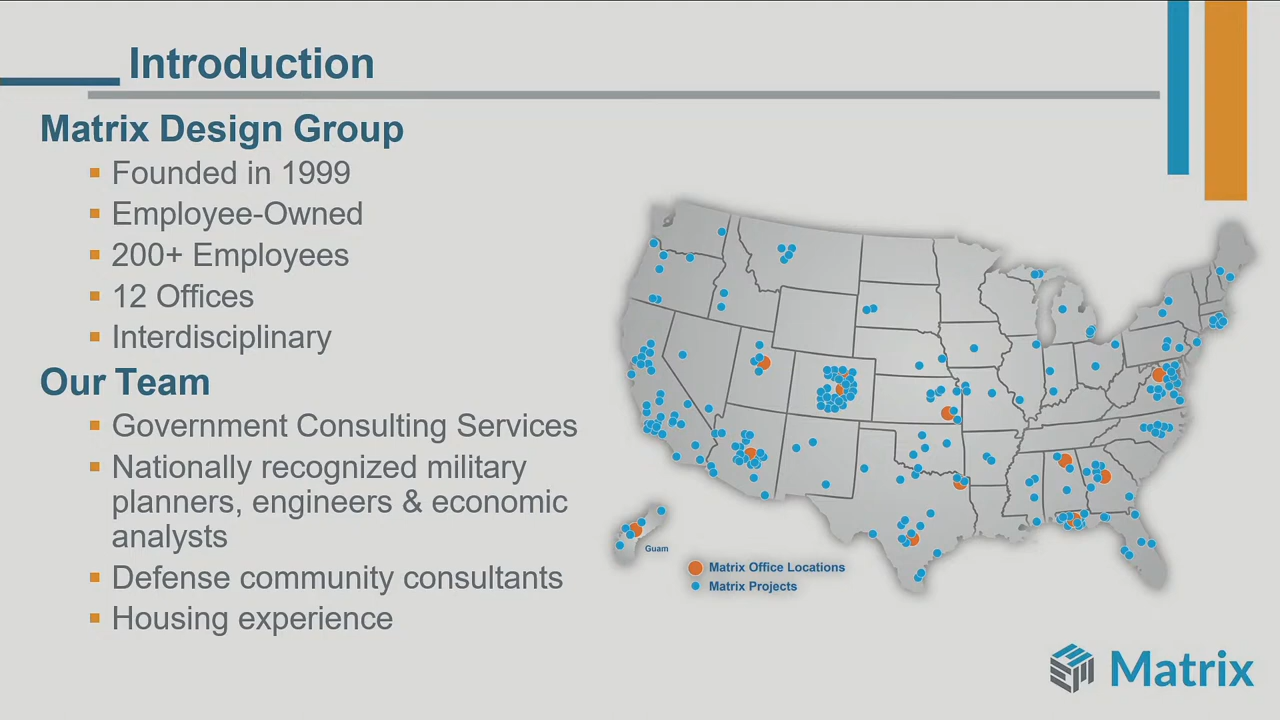 Introduction
Matrix Design Group
Founded in 1999
Employee-Owned
200+ Employees
12 Offices
Interdisciplinary
Our Team
Government Consulting Services
Nationally recognized military
planners, engineers & economic
analysts
Defense community consultants
Housing experience
Guam
Matrix Office Locations
Matrix Projects
Matrix